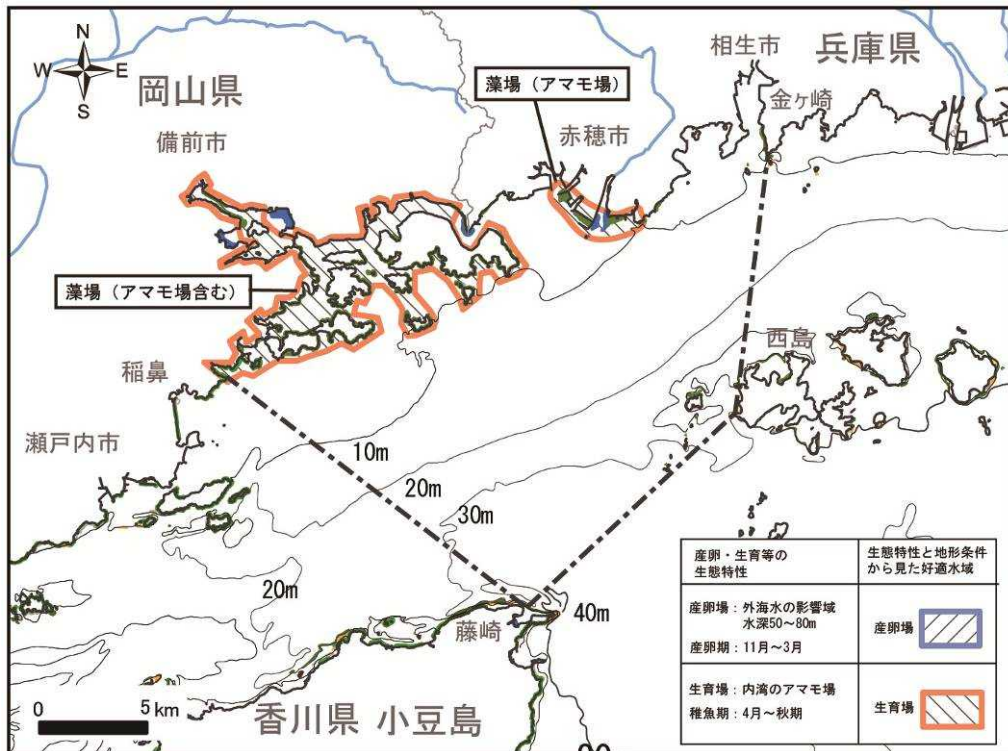 N
W E
S
岡山県
備前市
藻場（アマモ場）
赤穂市
相生市
兵庫県
金ヶ崎
藻場（アマモ場含む）
稲鼻
瀬戸内市
西島
10m
20m
30m
20m
40m
藤崎
香川県 小豆島
0 5km
産卵・生育等の
生態特性
生態特性と地形条件
から見た好適水域
産卵場：外海水の影響域
水深50～80m
産卵期：11月～3月
産卵場
生育場：内湾のアマモ場
稚魚期：4月～秋期
生育場